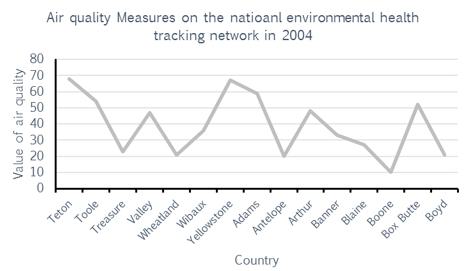 Air quality Measures on the natioanl environmental health
tracking network in 2004
Value of air quality
80
70
60
50
40
30
20
10
0
Teton
Toole
Treasure
Valley
Wheatland
Wibaux
Yellowstone
Adams
Antelope
Arthur
Banner
Blaine
Boone
Box Butte
Boyd
Country